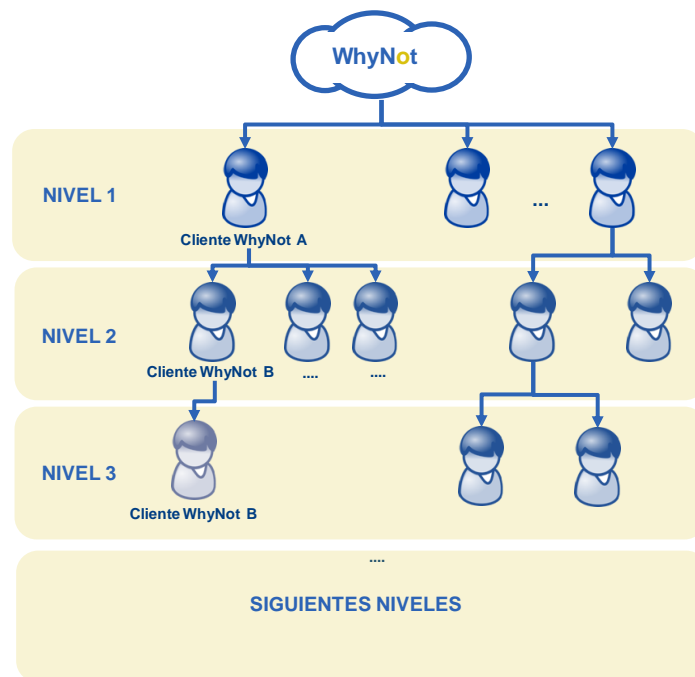 WhyNot
NIVEL 1
...
Cliente WhyNot A
NIVEL 2
Cliente WhyNot B
....
....
NIVEL 3
Cliente WhyNot B
....
SIGUIENTES NIVELES